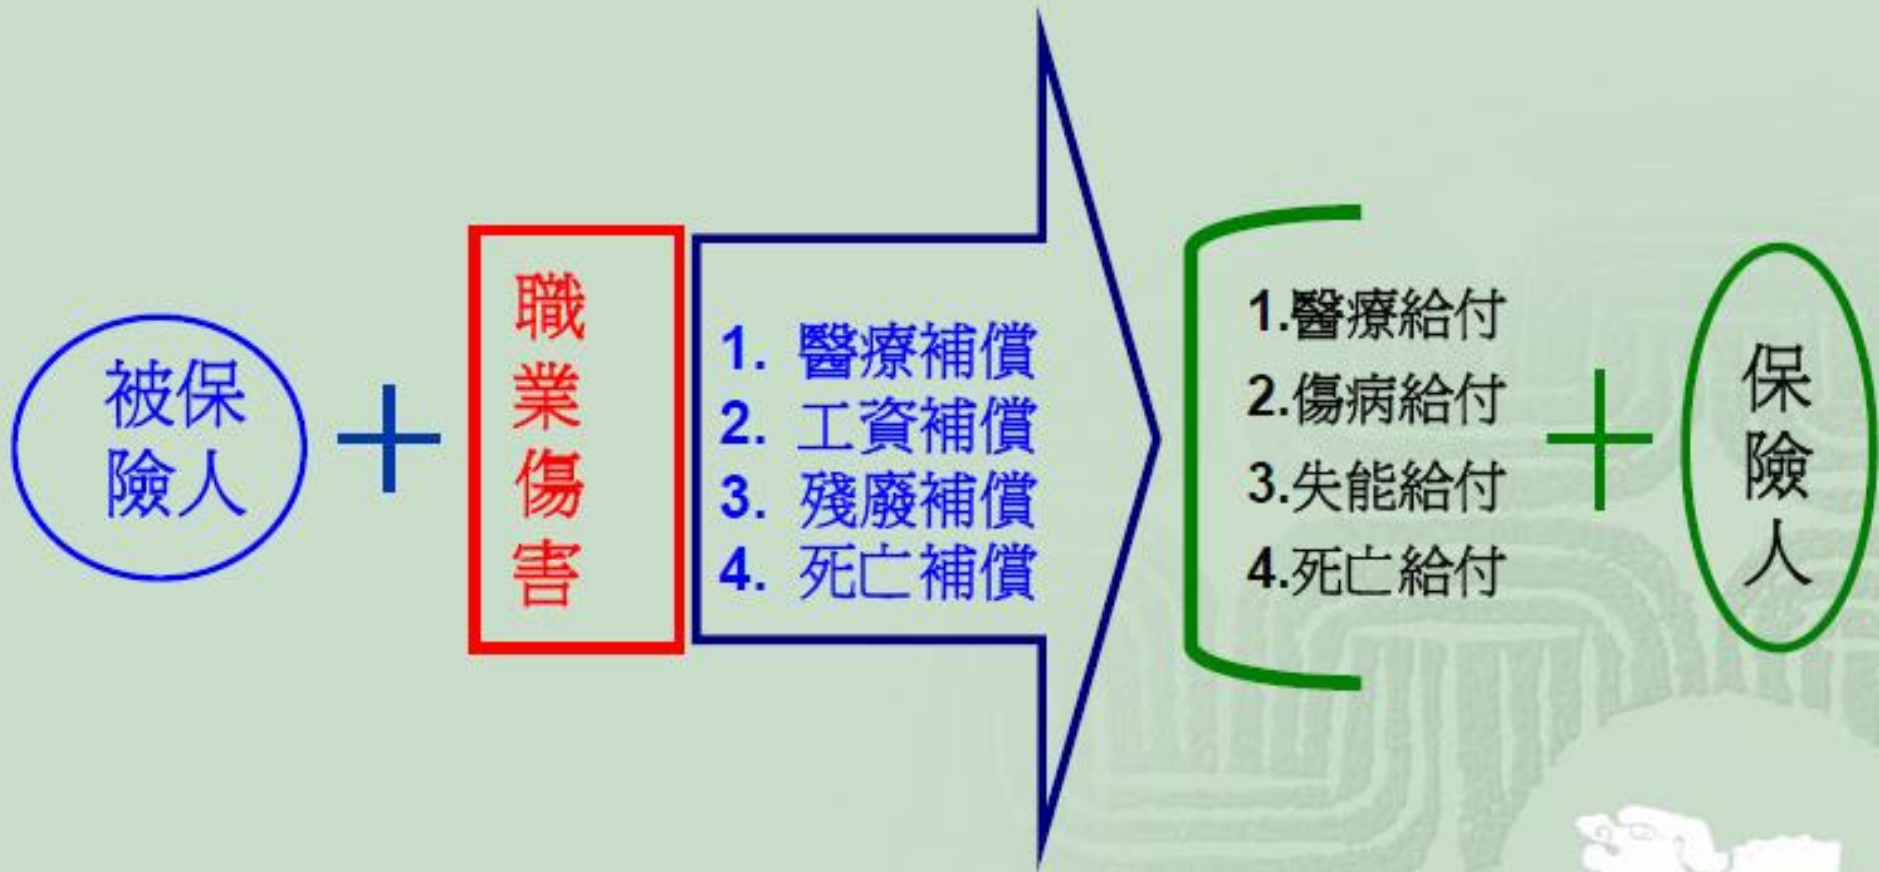 被保
險人
職
業
傷
害
1. 醫療補償
2. 工資補償
3. 殘廢補償
4. 死亡補償
1.醫療給付
2.傷病給付
3.失能給付
4.死亡給付
保
險
人